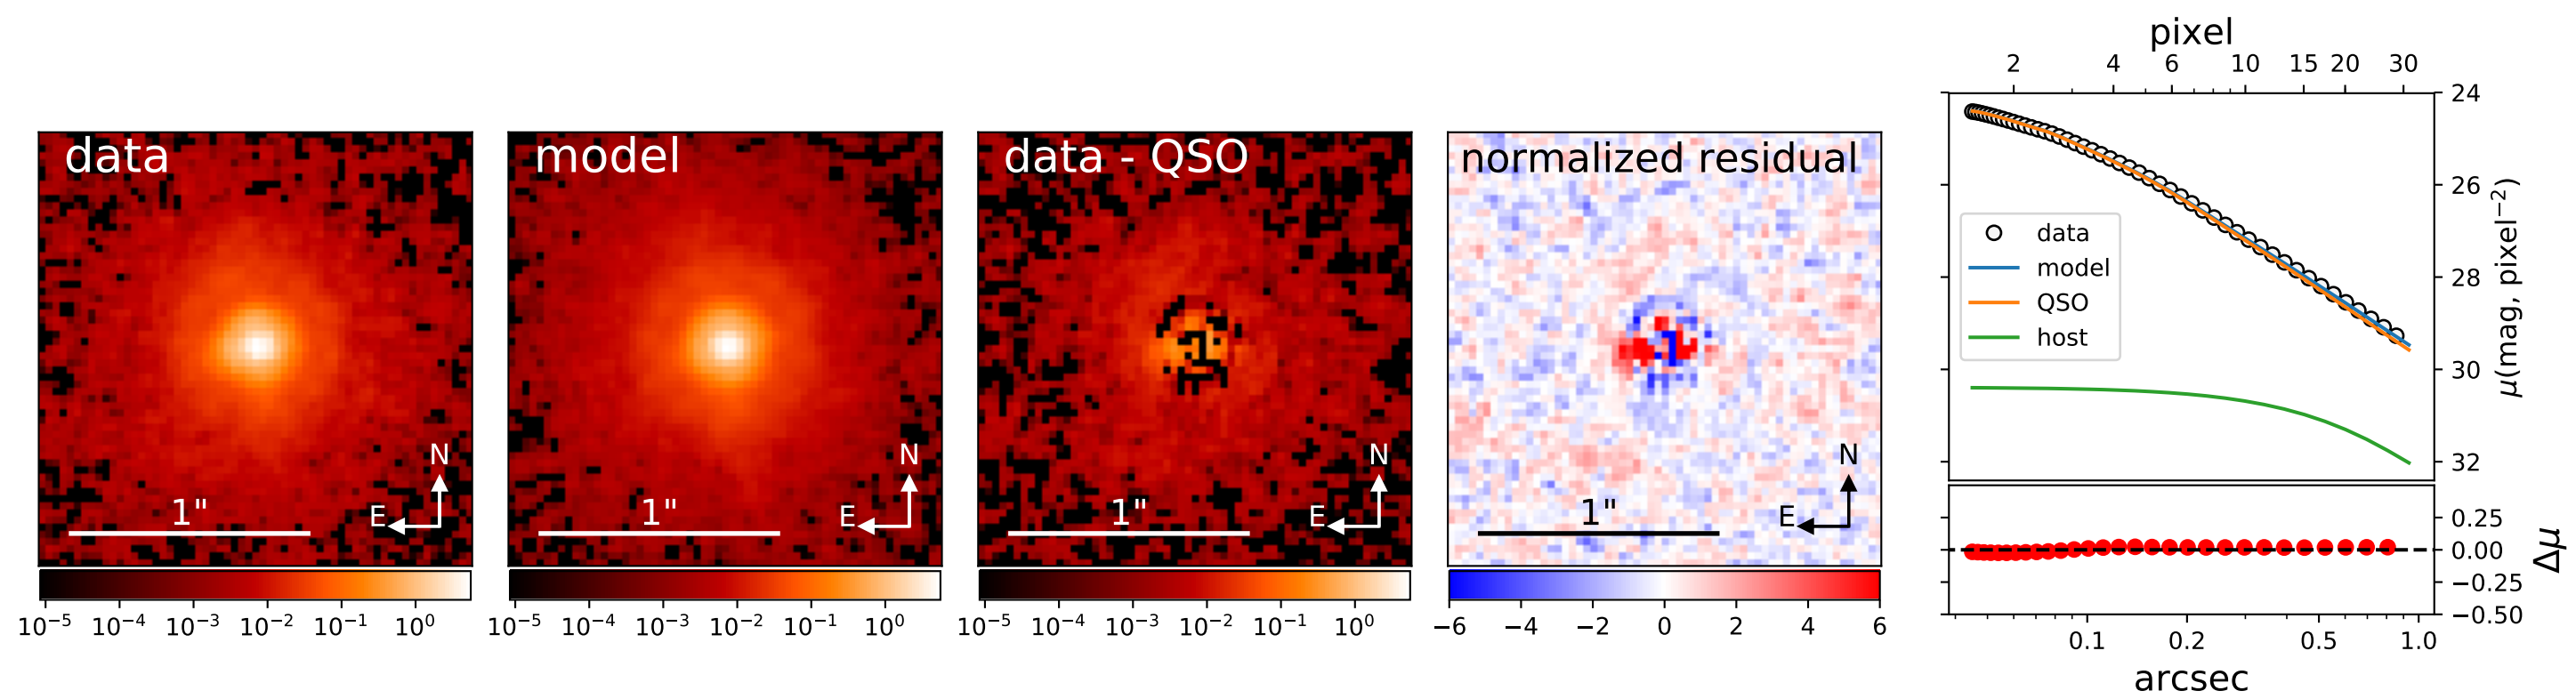 data
N
E
1"
10⁻⁵ 10⁻⁴ 10⁻³ 10⁻² 10⁻¹ 10⁰
model
N
E
1"
10⁻⁵ 10⁻⁴ 10⁻³ 10⁻² 10⁻¹ 10⁰
data - QSO
N
E
1"
10⁻⁵ 10⁻⁴ 10⁻³ 10⁻² 10⁻¹ 10⁰
normalized residual
N
E
1"
−6 −4 −2 0 2 4 6
pixel
2 4 6 10 15 20 30
24
26
28
30
32
μ(mag, pixel⁻²)
data
model
QSO
host
0.25
0.00
−0.25
−0.50
Δμ
0.1 0.2 0.5 1.0
arcsec